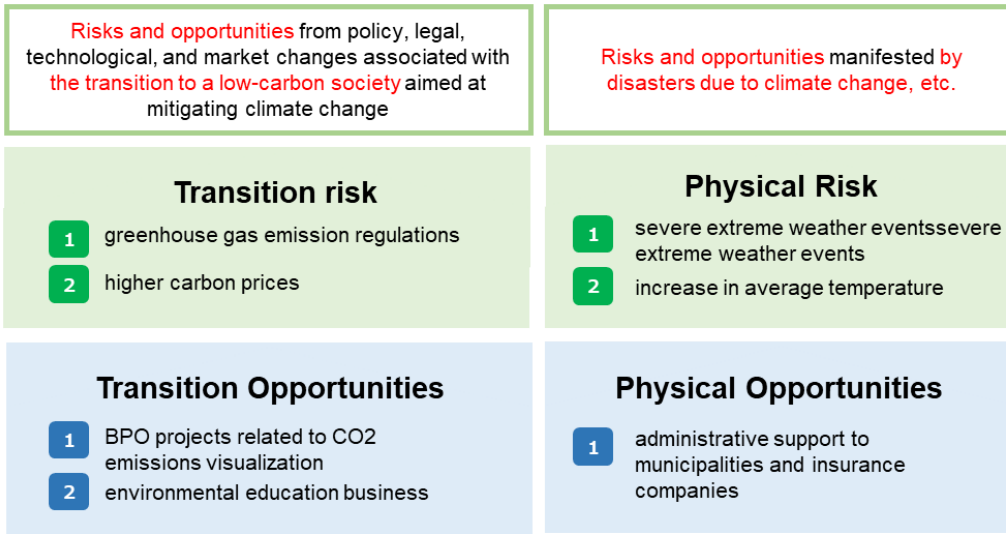 Risks and opportunities from policy, legal,
technological, and market changes associated with
the transition to a low-carbon society aimed at
mitigating climate change
Risks and opportunities manifested by
disasters due to climate change, etc.
Transition risk
1 greenhouse gas emission regulations
2 higher carbon prices
Physical Risk
1 severe extreme weather eventssevere
extreme weather events
2 increase in average temperature
Transition Opportunities
1 BPO projects related to CO2
emissions visualization
2 environmental education business
Physical Opportunities
1 administrative support to
municipalities and insurance
companies